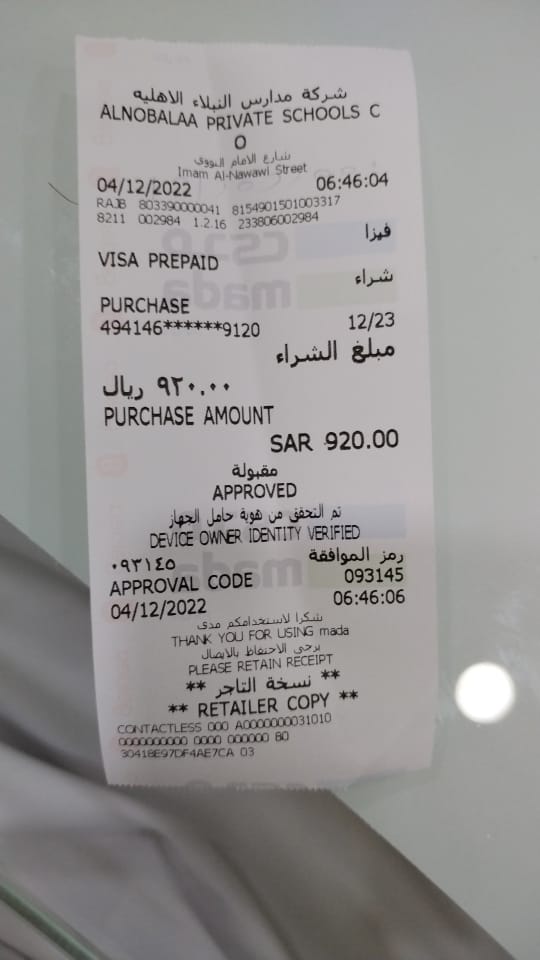 شركة مدارس النبلاء الاهليه
ALNOBALAA PRIVATE SCHOOLS C
O
شارع الامام النووي
Imam Al-Nawawi Street
04/12/2022 06:46:04
RAJB 803390000041 8154901501003317
8211 002984 1.2.16 233806002984
فيزا
VISA PREPAID
شراء
PURCHASE
494146******9120 12/23
مبلغ الشراء
٩٢٠.٠٠ ريال
PURCHASE AMOUNT
SAR 920.00
مقبولة
APPROVED
تم التحقق من هوية حامل الجهاز
DEVICE OWNER IDENTITY VERIFIED
رمز الموافقة ٠٩٣١٤٥
APPROVAL CODE 093145
04/12/2022 06:46:06
شكرا لاستخدامكم مدى
THANK YOU FOR USING mada
يرجى الاحتفاظ بالايصال
PLEASE RETAIN RECEIPT
** نسخة التاجر **
** RETAILER COPY **
CONTACTLESS 000 A0000000031010
0000000000 0000 000000 80
30418E97DF4AE7CA 03